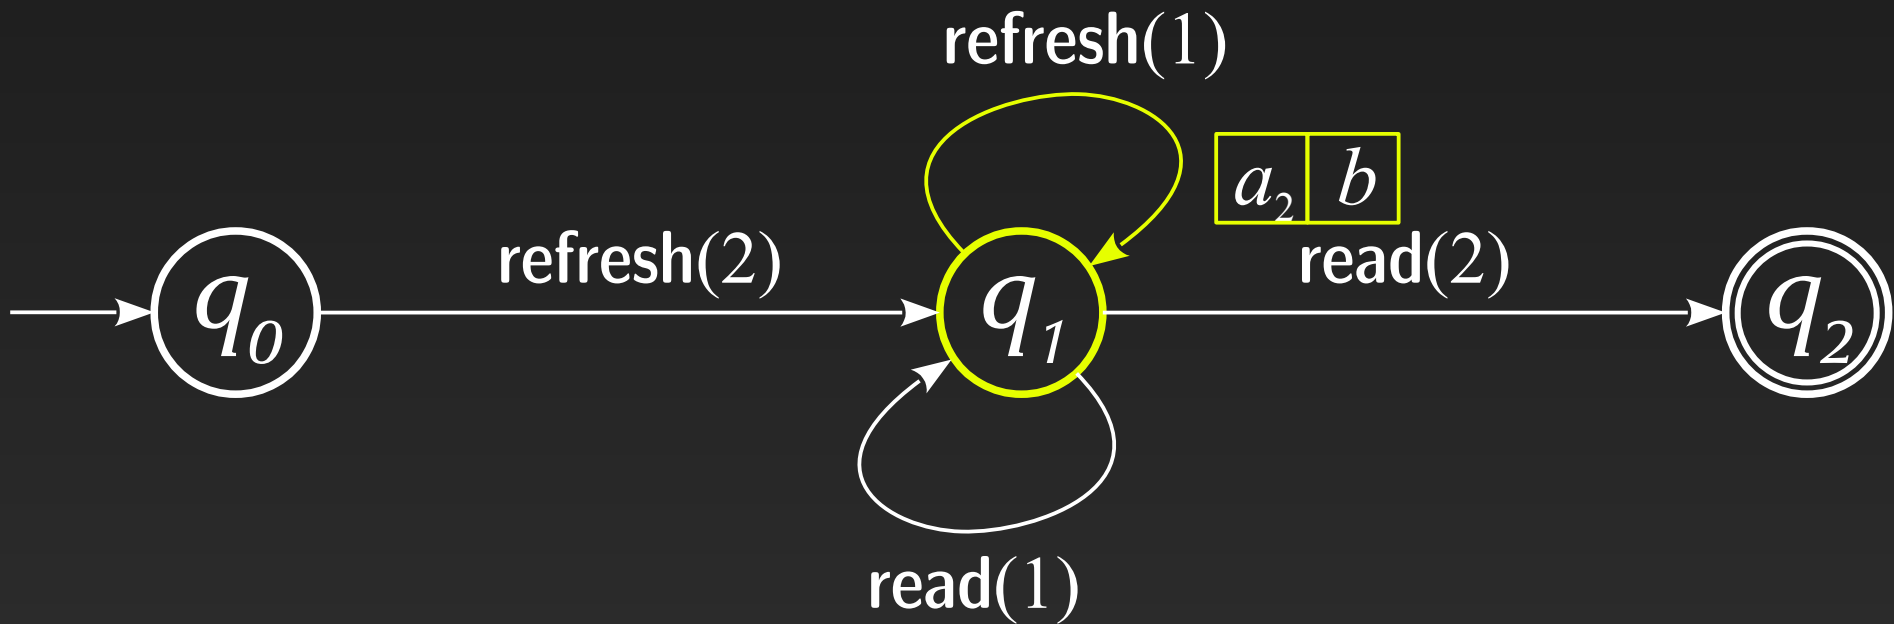 refresh(1)
a₂ b
refresh(2)
read(2)
q₀
q₁
q₂
read(1)